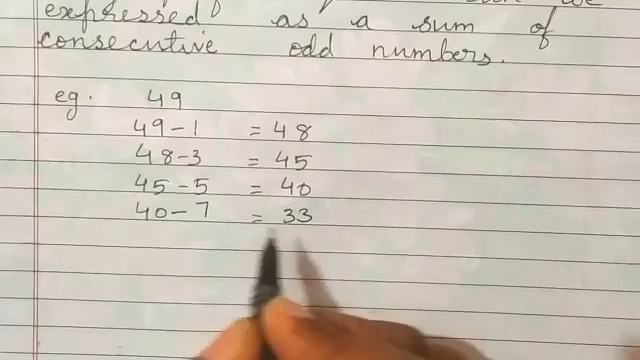 expressed as a sum of
consecutive odd numbers.
eg. 49
49-1 = 48
48-3 = 45
45-5 = 40
40-7 = 33